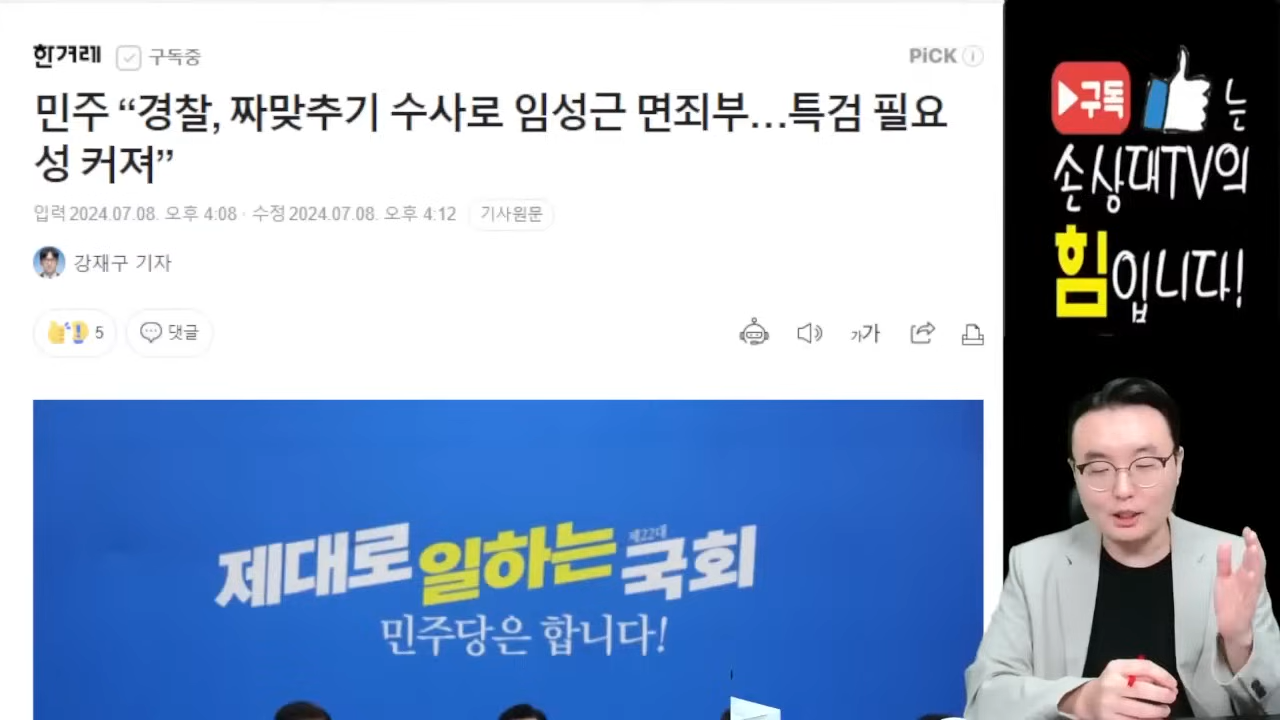 한겨레 구독중
PiCK
민주 “경찰, 짜맞추기 수사로 임성근 면죄부…특검 필요
성 커져”
입력 2024.07.08. 오후 4:08 · 수정 2024.07.08. 오후 4:12 기사원문
강재구 기자
5 댓글
가가
제대로 일하는 제22대 국회
민주당은 합니다!
구독 는
손상대TV의
힘입니다!